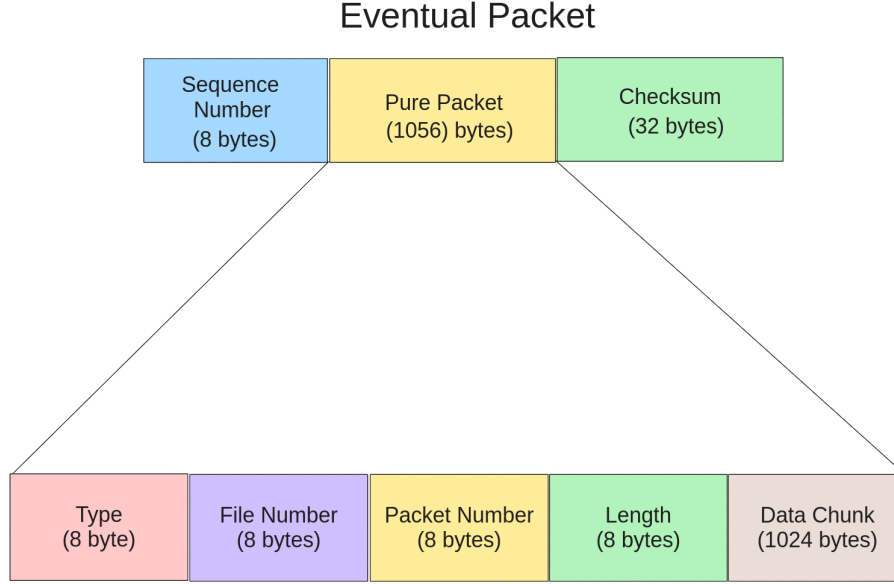 Eventual Packet
Sequence
Number
(8 bytes)
Pure Packet
(1056) bytes)
Checksum
(32 bytes)
Type
(8 byte)
File Number
(8 bytes)
Packet Number
(8 bytes)
Length
(8 bytes)
Data Chunk
(1024 bytes)